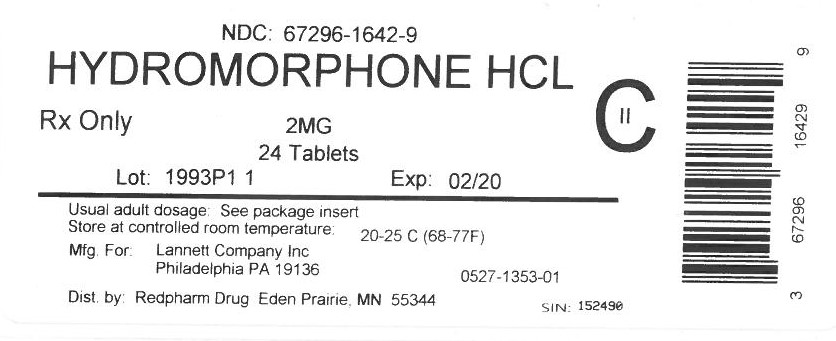 NDC: 67296-1642-9
HYDROMORPHONE HCL
C II
Rx Only
2MG
24 Tablets
Lot: 1993P1 1 Exp: 02/20
Usual adult dosage: See package insert
Store at controlled room temperature: 20-25 C (68-77F)
Mfg. For: Lannett Company Inc
Philadelphia PA 19136
0527-1353-01
Dist. by: Redpharm Drug Eden Prairie, MN 55344
SIN: 152490
3 67296 16429 9